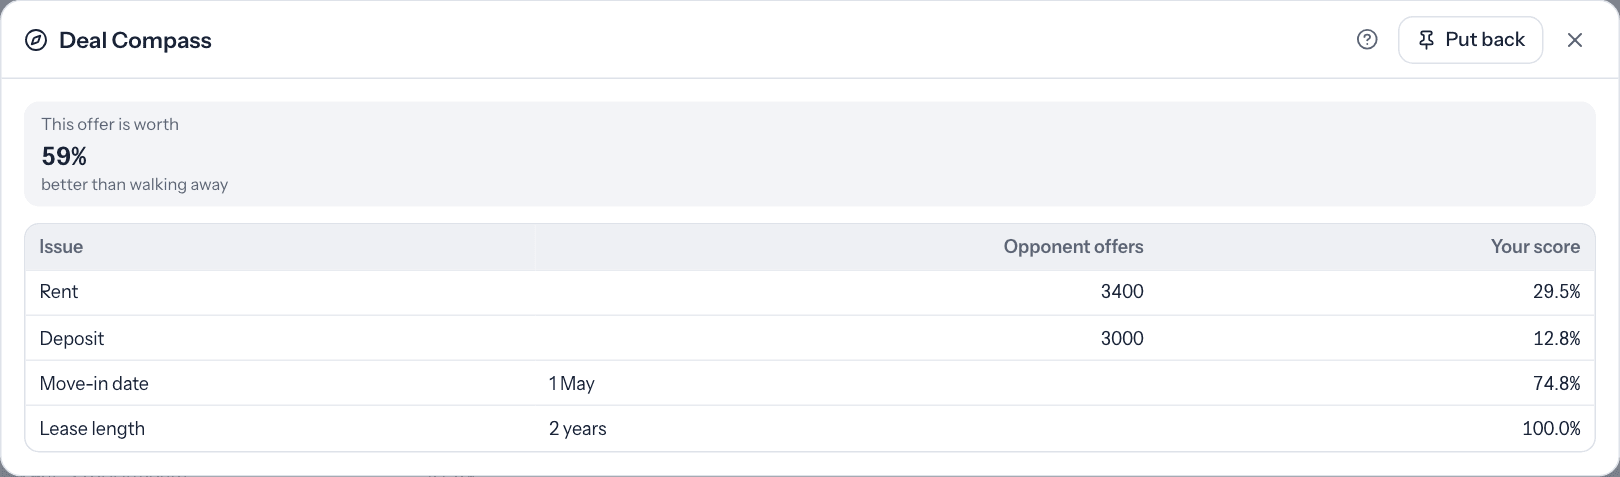 Deal Compass
Put back
This offer is worth
59%
better than walking away
Issue Opponent offers Your score
Rent 3400 29.5%
Deposit 3000 12.8%
Move-in date 1 May 74.8%
Lease length 2 years 100.0%